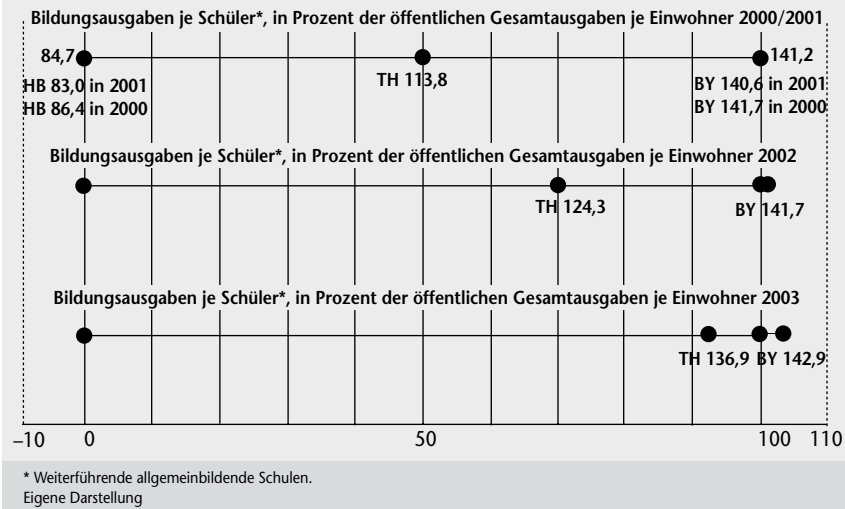 Bildungsausgaben je Schüler*, in Prozent der öffentlichen Gesamtausgaben je Einwohner 2000/2001
84,7 141,2
TH 113,8
HB 83,0 in 2001 BY 140,6 in 2001
HB 86,4 in 2000 BY 141,7 in 2000
Bildungsausgaben je Schüler*, in Prozent der öffentlichen Gesamtausgaben je Einwohner 2002
TH 124,3 BY 141,7
Bildungsausgaben je Schüler*, in Prozent der öffentlichen Gesamtausgaben je Einwohner 2003
TH 136,9 BY 142,9
–10 0 50 100 110
* Weiterführende allgemeinbildende Schulen.
Eigene Darstellung